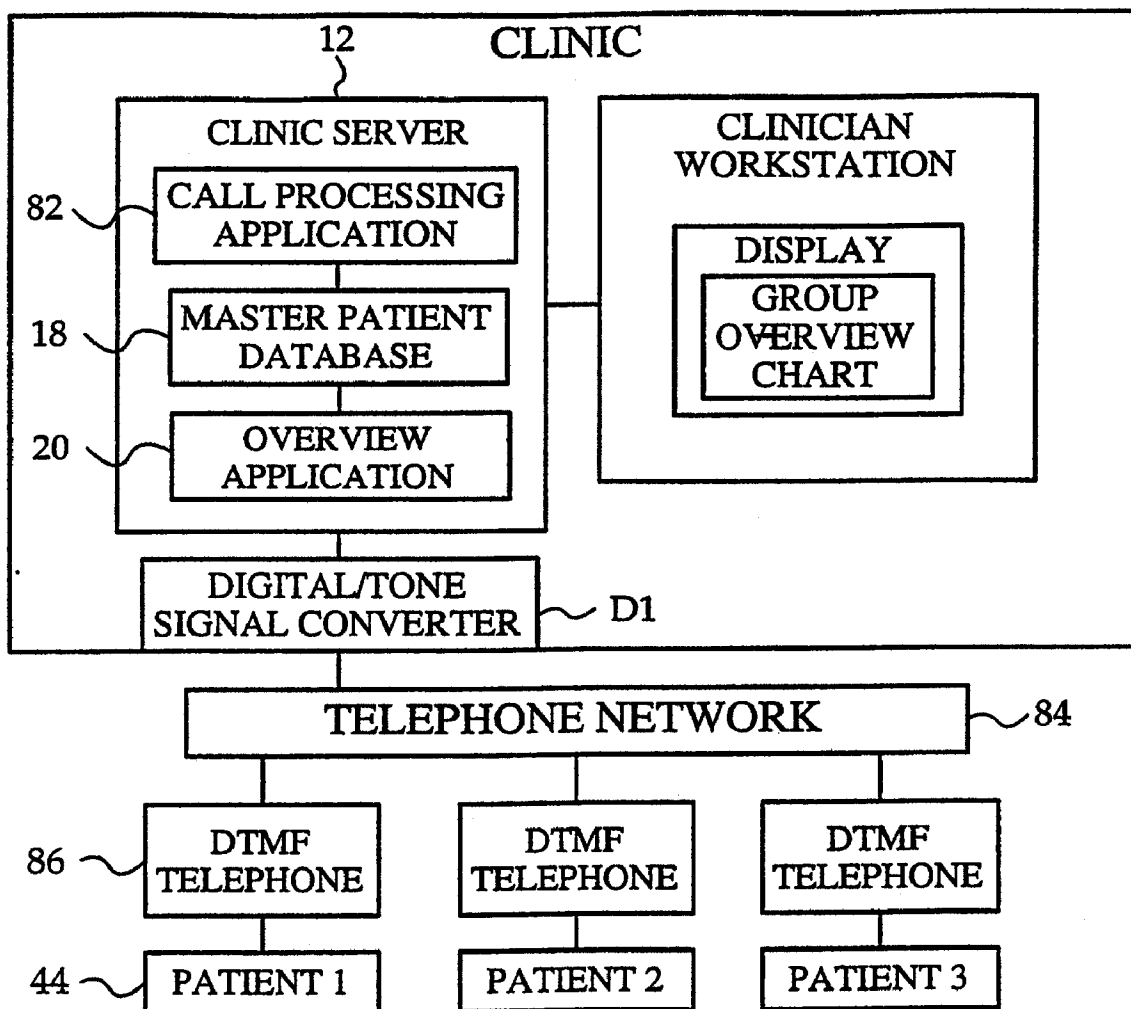 CLINIC
12
CLINIC SERVER
82
CALL PROCESSING
APPLICATION
18
MASTER PATIENT
DATABASE
20
OVERVIEW
APPLICATION
CLINICIAN
WORKSTATION
DISPLAY
GROUP
OVERVIEW
CHART
DIGITAL/TONE
SIGNAL CONVERTER
D1
TELEPHONE NETWORK
84
86
DTMF
TELEPHONE
DTMF
TELEPHONE
DTMF
TELEPHONE
44
PATIENT 1
PATIENT 2
PATIENT 3